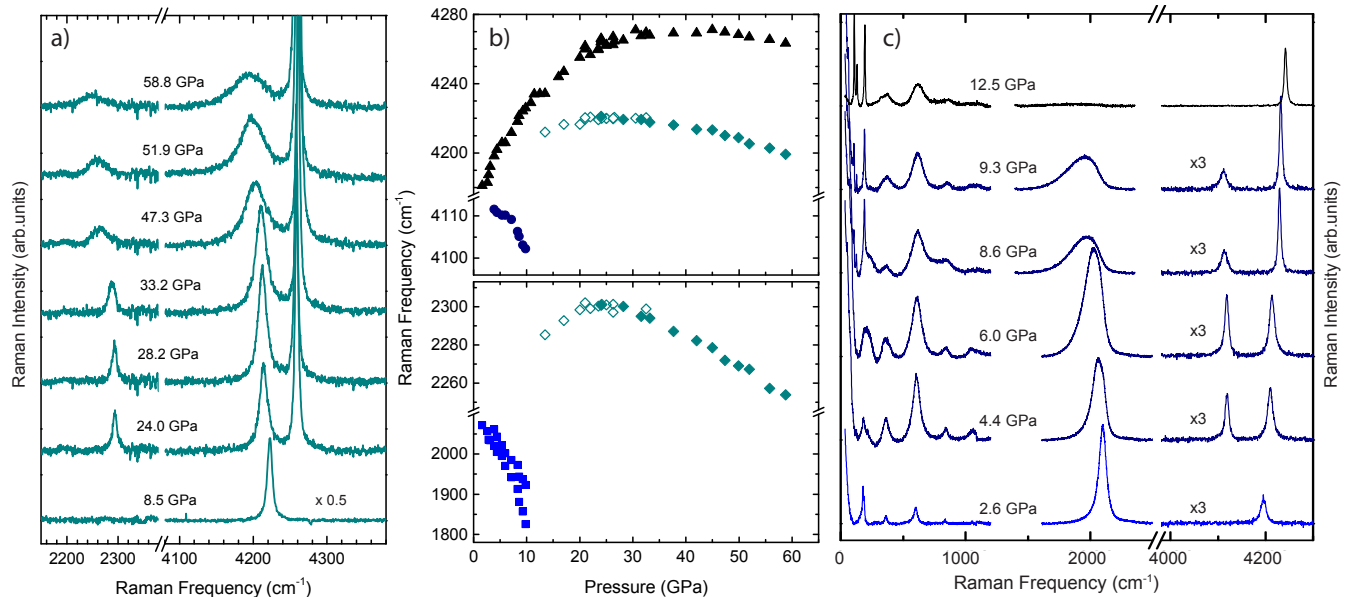 a)
58.8 GPa
51.9 GPa
47.3 GPa
33.2 GPa
28.2 GPa
24.0 GPa
8.5 GPa
x 0.5
Raman Intensity (arb.units)
2200 2300 4100 4200 4300
Raman Frequency (cm-1)
b)
4280
4240
4200
4160
4110
4100
2300
2280
2260
2240
2000
1900
1800
Raman Frequency (cm-1)
0 10 20 30 40 50 60
Pressure (GPa)
c)
12.5 GPa
9.3 GPa
x3
8.6 GPa
x3
6.0 GPa
x3
4.4 GPa
x3
2.6 GPa
x3
Raman Intensity (arb.units)
0 1000 2000 4000 4200
Raman Frequency (cm-1)